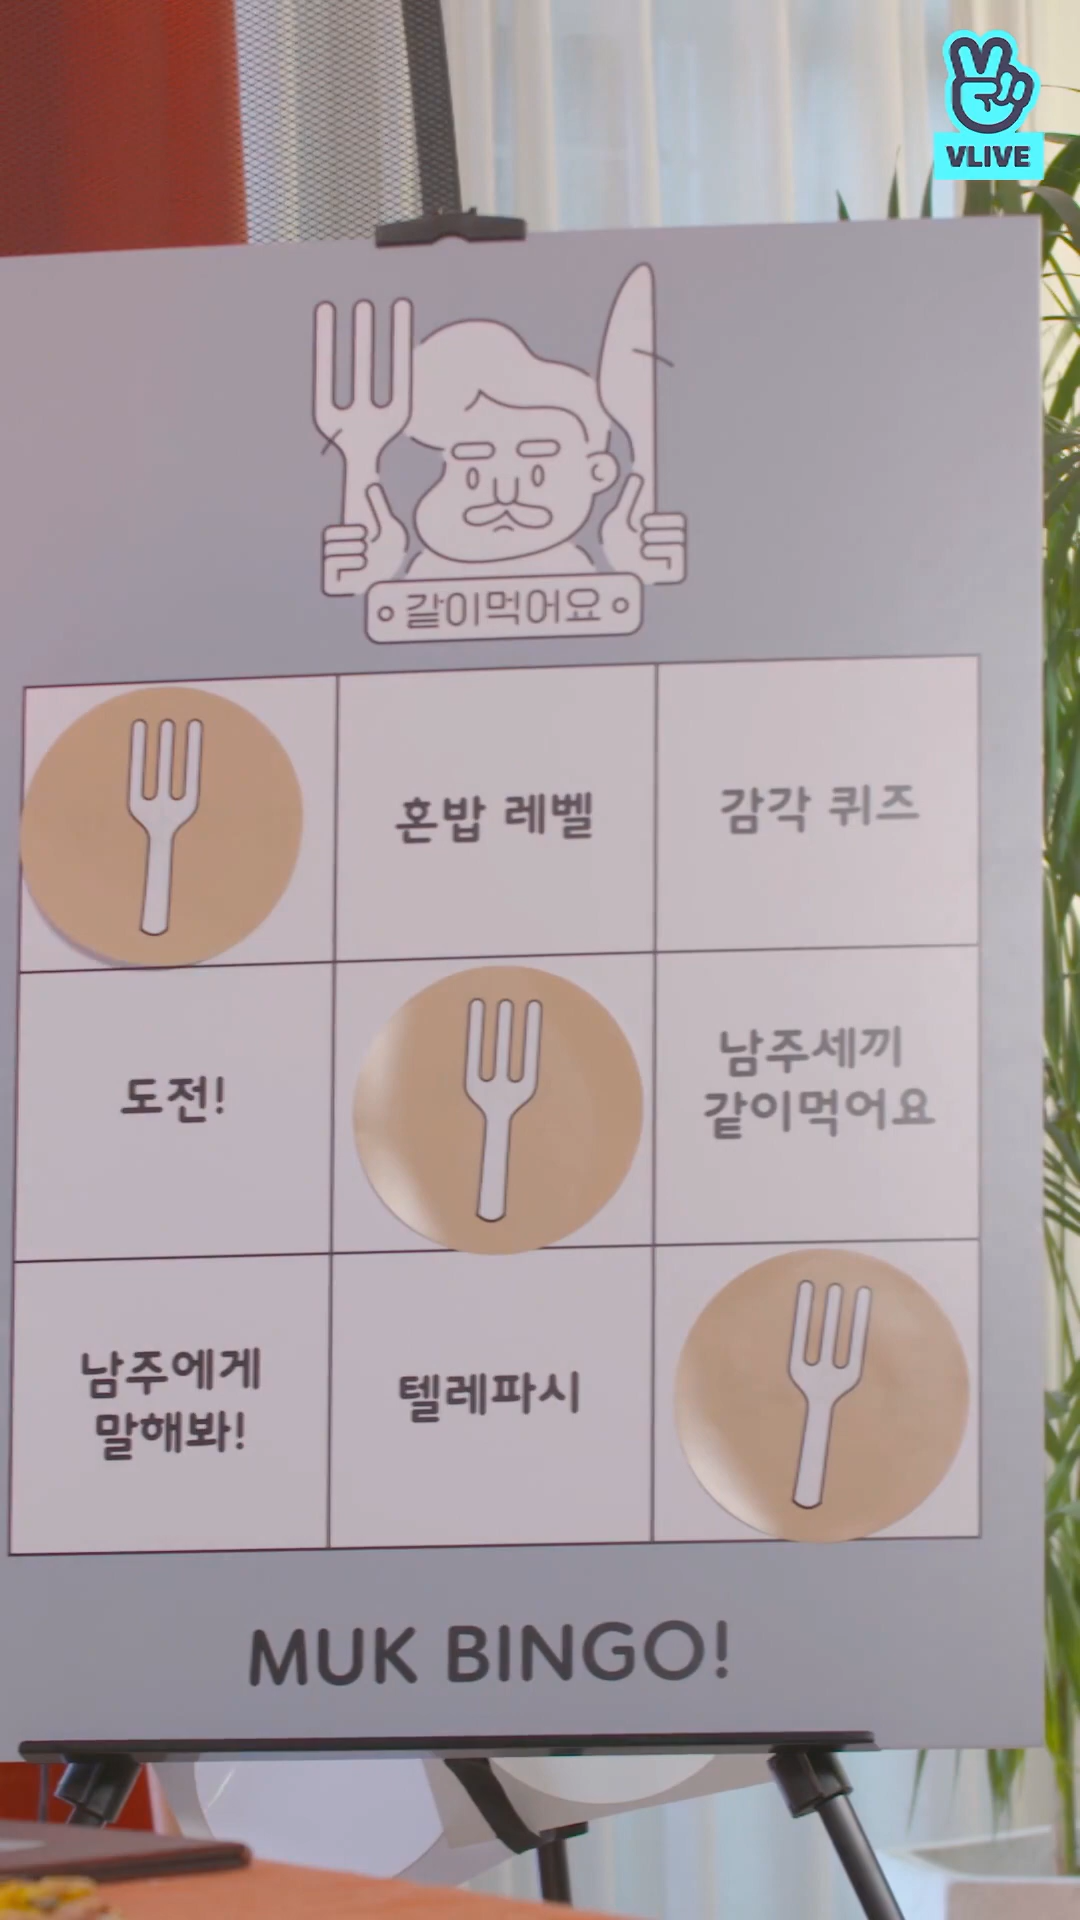 VLIVE
같이먹어요
혼밥 레벨
감각 퀴즈
도전!
남주세끼
같이먹어요
남주에게
말해봐!
텔레파시
MUK BINGO!